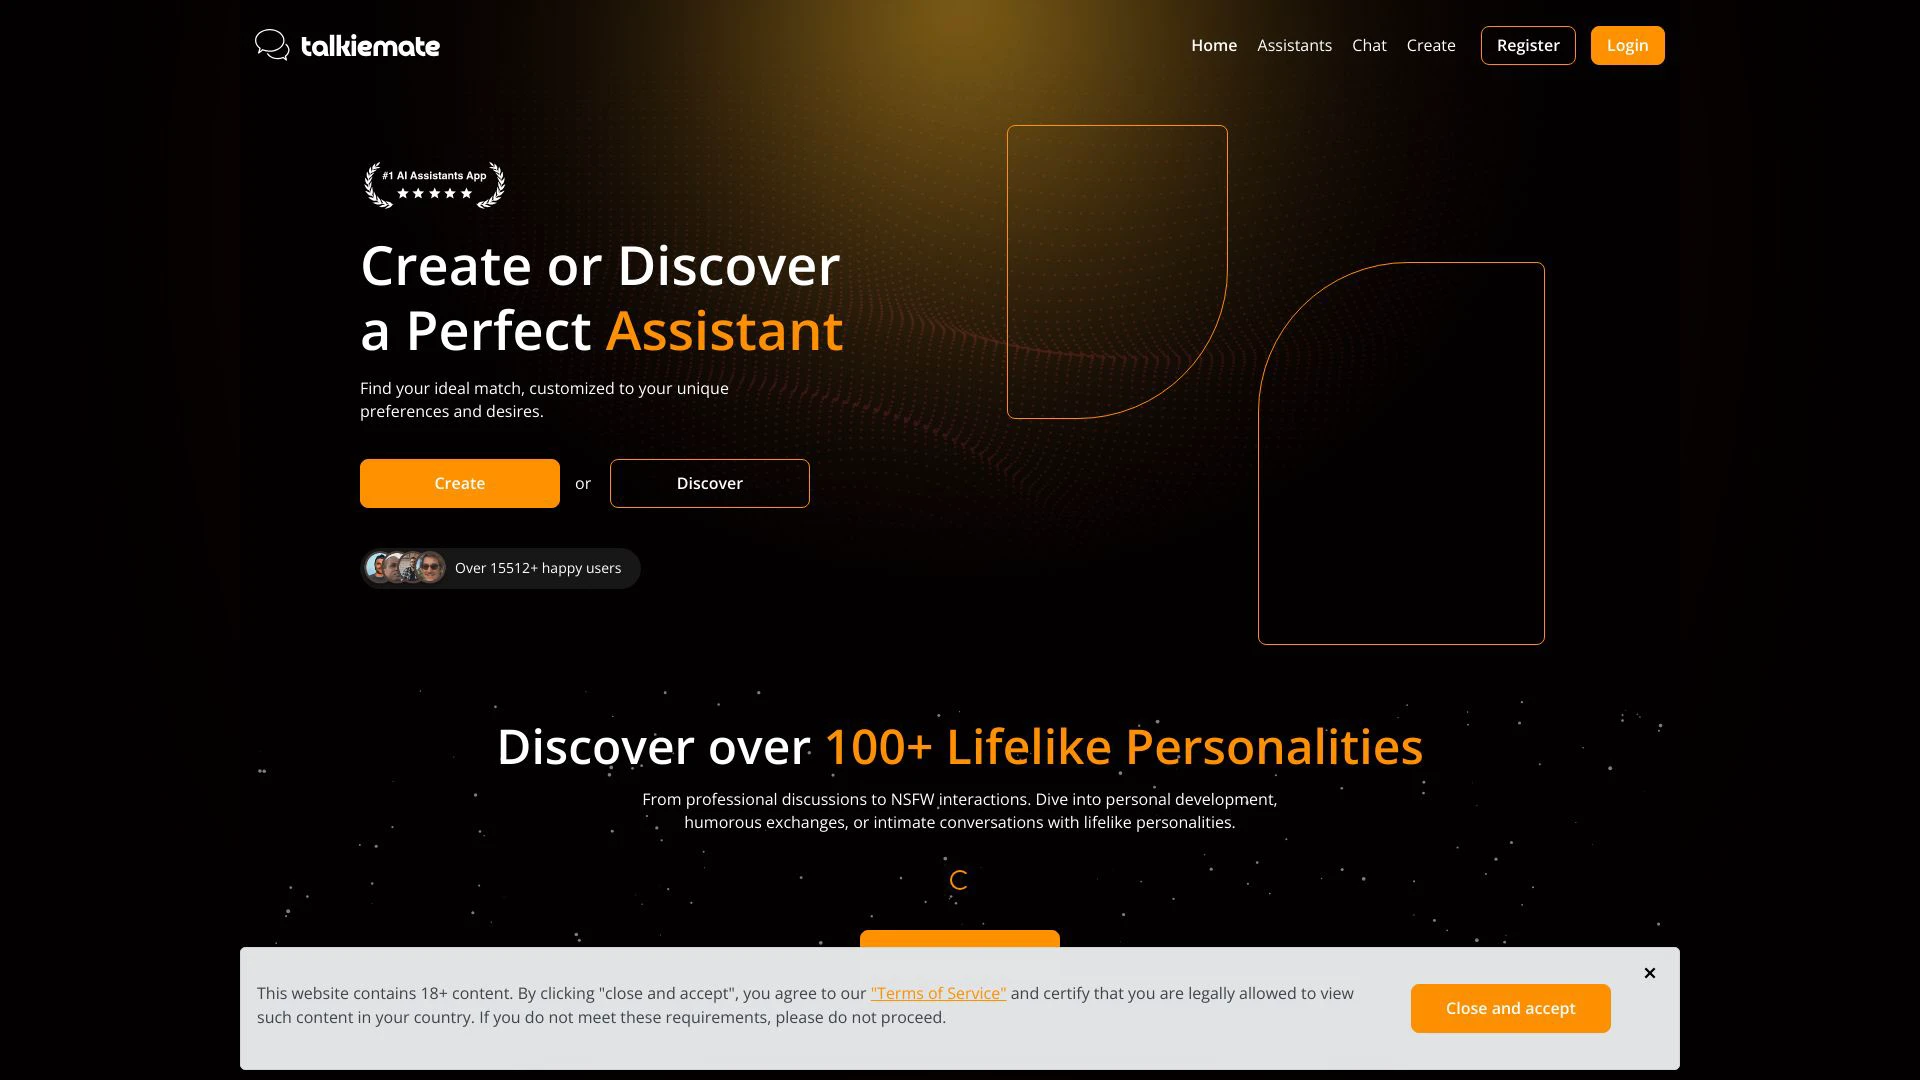 talkiemate
Home Assistants Chat Create Register Login
#1 AI Assistants App
Create or Discover
a Perfect Assistant
Find your ideal match, customized to your unique
preferences and desires.
Create or Discover
Over 15512+ happy users
Discover over 100+ Lifelike Personalities
From professional discussions to NSFW interactions. Dive into personal development,
humorous exchanges, or intimate conversations with lifelike personalities.
This website contains 18+ content. By clicking "close and accept", you agree to our "Terms of Service" and certify that you are legally allowed to view
such content in your country. If you do not meet these requirements, please do not proceed.
Close and accept